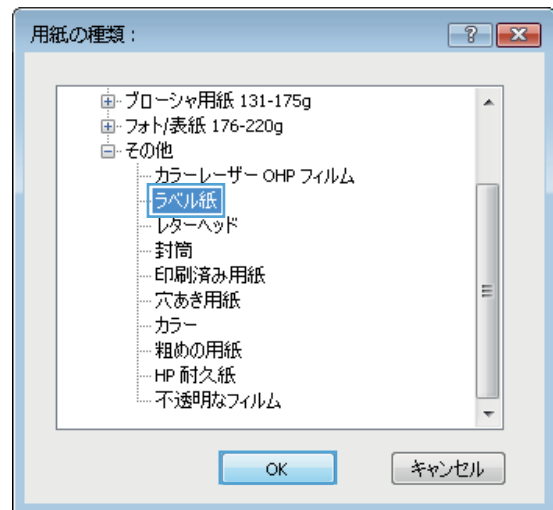 用紙の種類：
ブローシャ用紙 131-175g
フォト/表紙 176-220g
その他
カラーレーザー OHP フィルム
ラベル紙
レターヘッド
封筒
印刷済み用紙
穴あき用紙
カラー
粗めの用紙
HP 耐久紙
不透明なフィルム
OK キャンセル